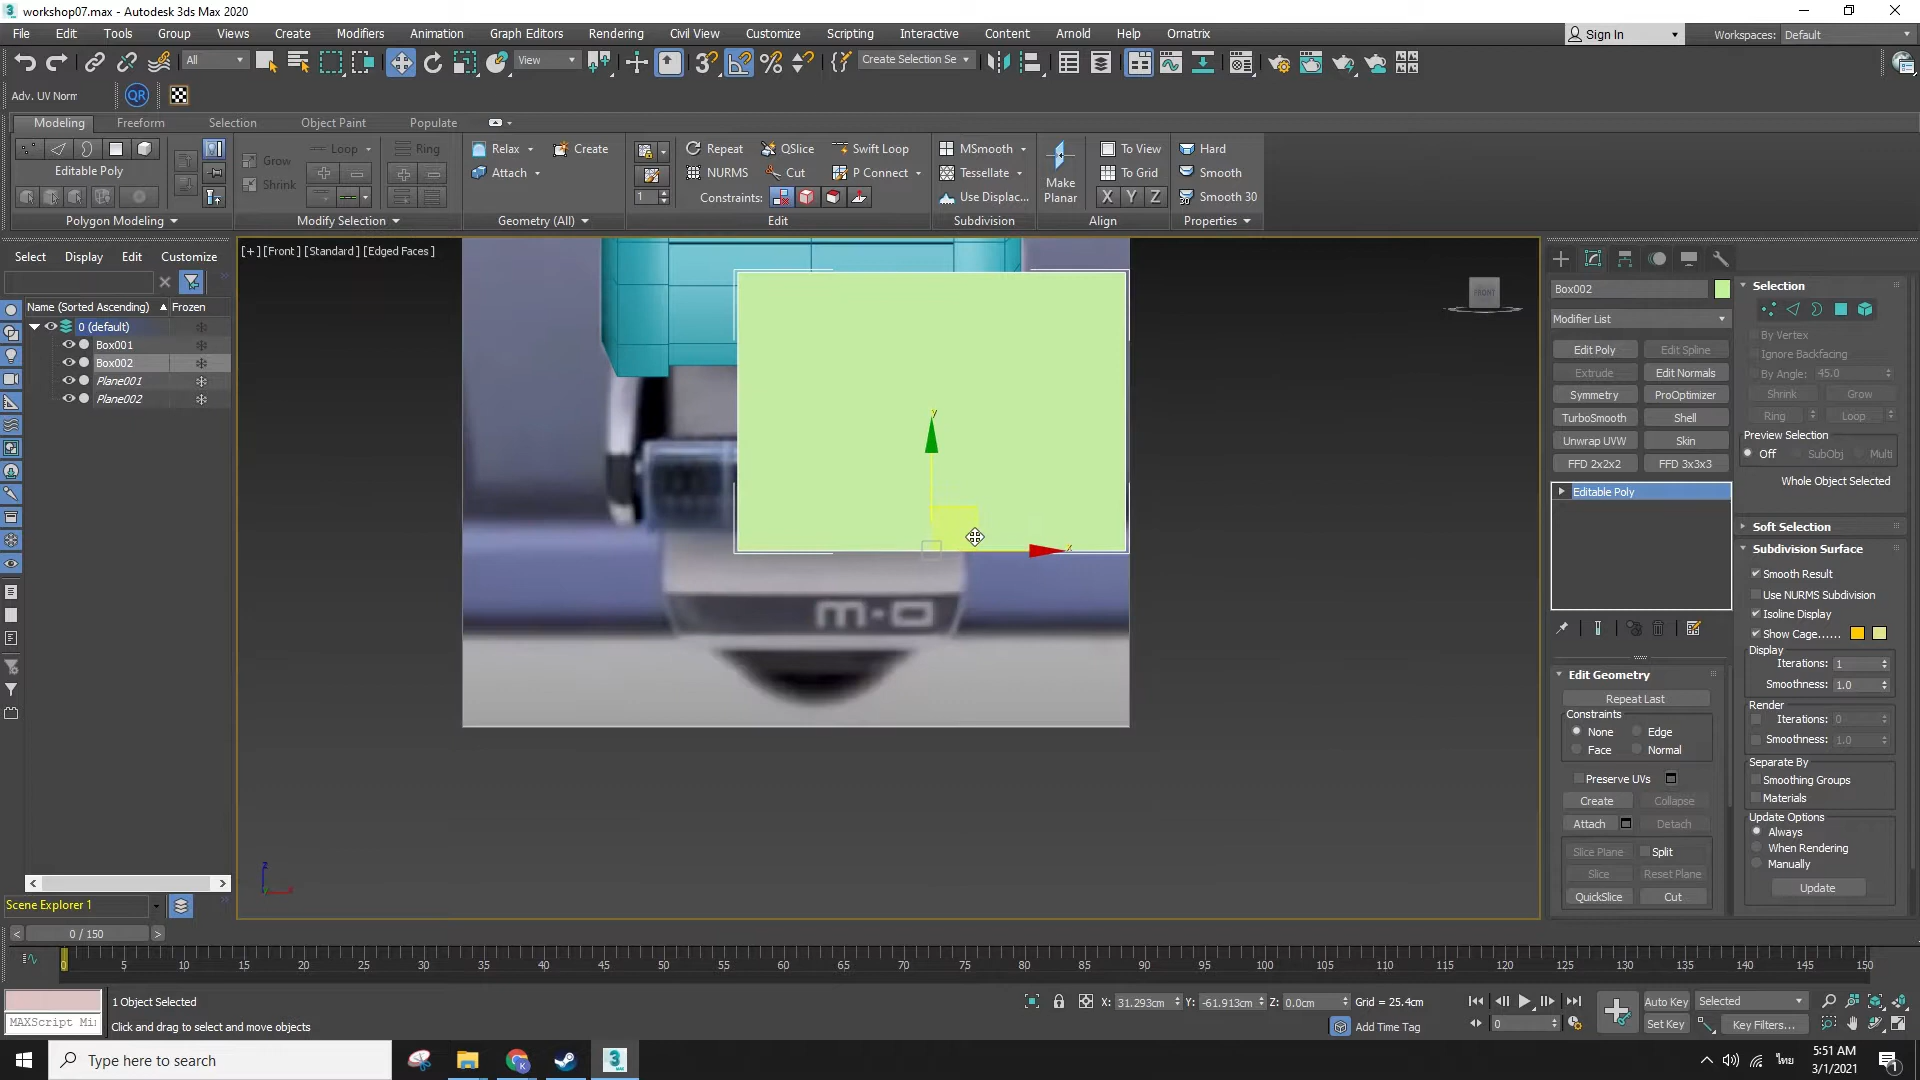 workshop07.max - Autodesk 3ds Max 2020
File Edit Tools Group Views Create Modifiers Animation Graph Editors Rendering Civil View Customize Scripting Interactive Content Arnold Help Ornatrix Sign In Workspaces: Default
All View Create Selection Se
Adv. UV Norm QR
Modeling Freeform Selection Object Paint Populate
Loop Ring Relax Create Repeat QSlice Swift Loop MSmooth To View Hard
Editable Poly Grow Shrink Attach NURMS Cut P Connect Tessellate Make Planar To Grid Smooth
1 Constraints: Use Displac... X Y Z Smooth 30
Polygon Modeling Modify Selection Geometry (All) Edit Subdivision Align Properties
Select Display Edit Customize
[+] [Front] [Standard] [Edged Faces]
Name (Sorted Ascending) Frozen
0 (default)
Box001
Box002
Plane001
Plane002
Scene Explorer 1
FRONT
m-o
y
x
z
Box002
Modifier List
Edit Poly Edit Spline
Extrude Edit Normals
Symmetry ProOptimizer
TurboSmooth Shell
Unwrap UVW Skin
FFD 2x2x2 FFD 3x3x3
Editable Poly
Edit Geometry
Repeat Last
Constraints
None Edge
Face Normal
Preserve UVs
Create Collapse
Attach Detach
Slice Plane Split
Slice Reset Plane
QuickSlice Cut
Selection
By Vertex
Ignore Backfacing
By Angle: 45.0
Shrink Grow
Ring Loop
Preview Selection
Off SubObj Multi
Whole Object Selected
Soft Selection
Subdivision Surface
Smooth Result
Use NURMS Subdivision
Isoline Display
Show Cage......
Display
Iterations: 1
Smoothness: 1.0
Render
Iterations: 0
Smoothness: 1.0
Separate By
Smoothing Groups
Materials
Update Options
Always
When Rendering
Manually
Update
0 / 150
0 5 10 15 20 25 30 35 40 45 50 55 60 65 70 75 80 85 90 95 100 105 110 115 120 125 130 135 140 145 150
1 Object Selected X: 31.293cm Y: -61.913cm Z: 0.0cm Grid = 25.4cm Auto Key Selected
MAXScript Mi Click and drag to select and move objects Add Time Tag 0 Set Key Key Filters...
Type here to search
ไทย
5:51 AM
3/1/2021
1